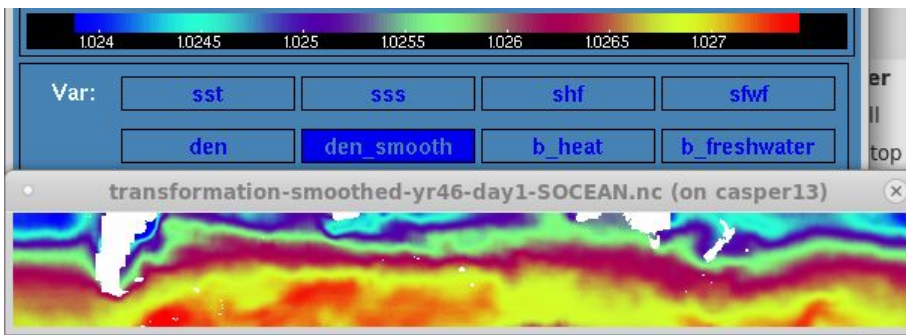 1.024 1.0245 1.025 1.0255 1.026 1.0265 1.027
Var: sst sss shf sfwf
den den_smooth b_heat b_freshwater
er
ll
top
transformation-smoothed-yr46-day1-SOCEAN.nc (on casper13)